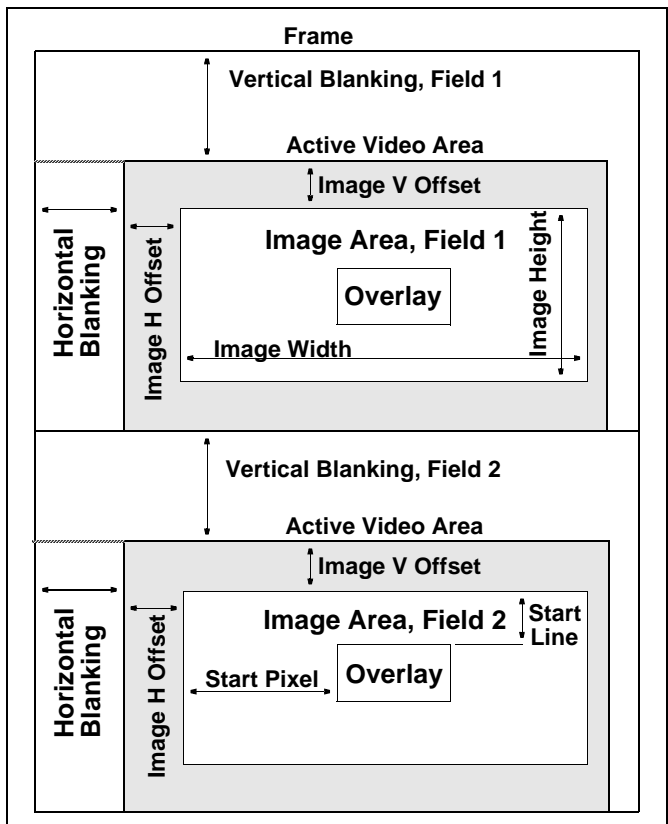 Frame
Vertical Blanking, Field 1
Active Video Area
Image V Offset
Horizontal
Blanking
Image H Offset
Image Area, Field 1
Image Height
Overlay
Image Width
Vertical Blanking, Field 2
Active Video Area
Image V Offset
Horizontal
Blanking
Image H Offset
Image Area, Field 2
Start
Line
Start Pixel
Overlay